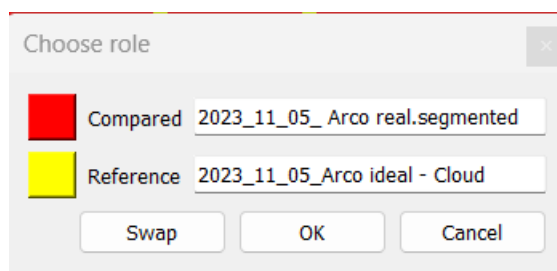 Choose role
Compared 2023_11_05_ Arco real.segmented
Reference 2023_11_05_Arco ideal - Cloud
Swap OK Cancel